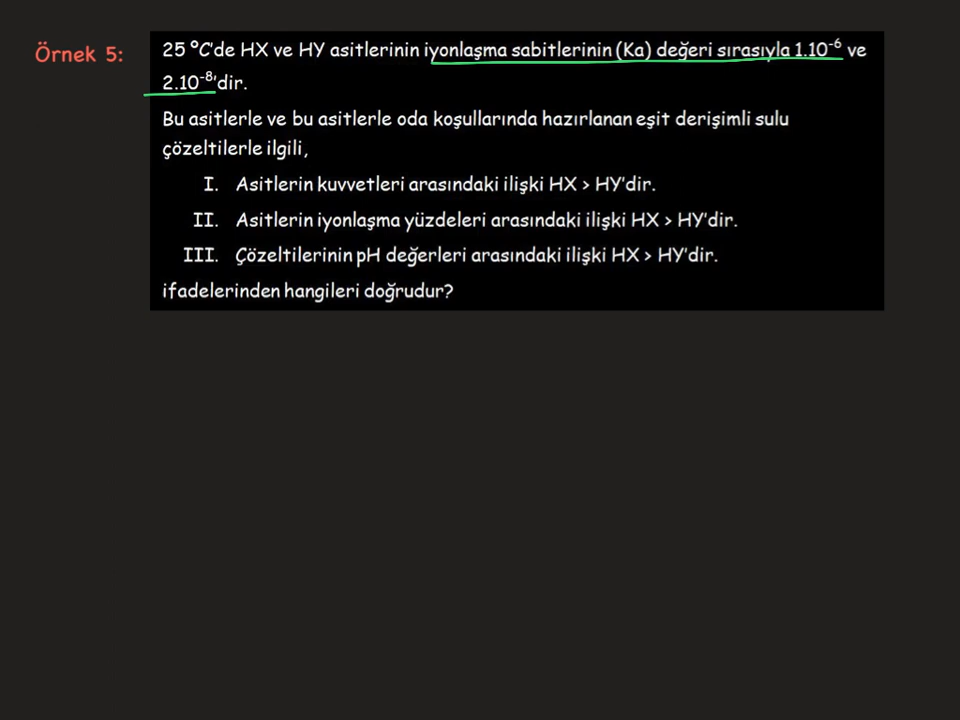 Örnek 5:
25 ºC'de HX ve HY asitlerinin iyonlaşma sabitlerinin (Ka) değeri sırasıyla 1.10⁻⁶ ve
2.10⁻⁸'dir.
Bu asitlerle ve bu asitlerle oda koşullarında hazırlanan eşit derişimli sulu
çözeltilerle ilgili,
I. Asitlerin kuvvetleri arasındaki ilişki HX > HY'dir.
II. Asitlerin iyonlaşma yüzdeleri arasındaki ilişki HX > HY'dir.
III. Çözeltilerinin pH değerleri arasındaki ilişki HX > HY'dir.
ifadelerinden hangileri doğrudur?